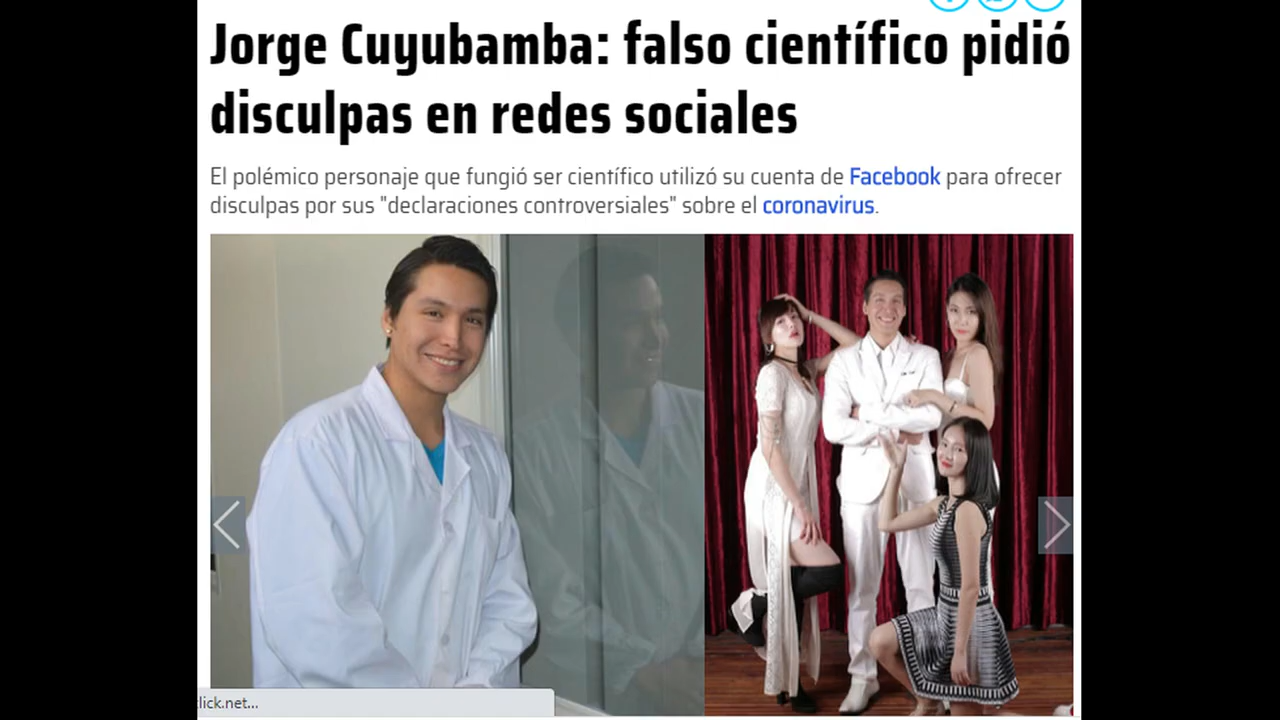 Jorge Cuyubamba: falso científico pidió
disculpas en redes sociales
El polémico personaje que fungió ser científico utilizó su cuenta de Facebook para ofrecer
disculpas por sus "declaraciones controversiales" sobre el coronavirus.
lick.net...